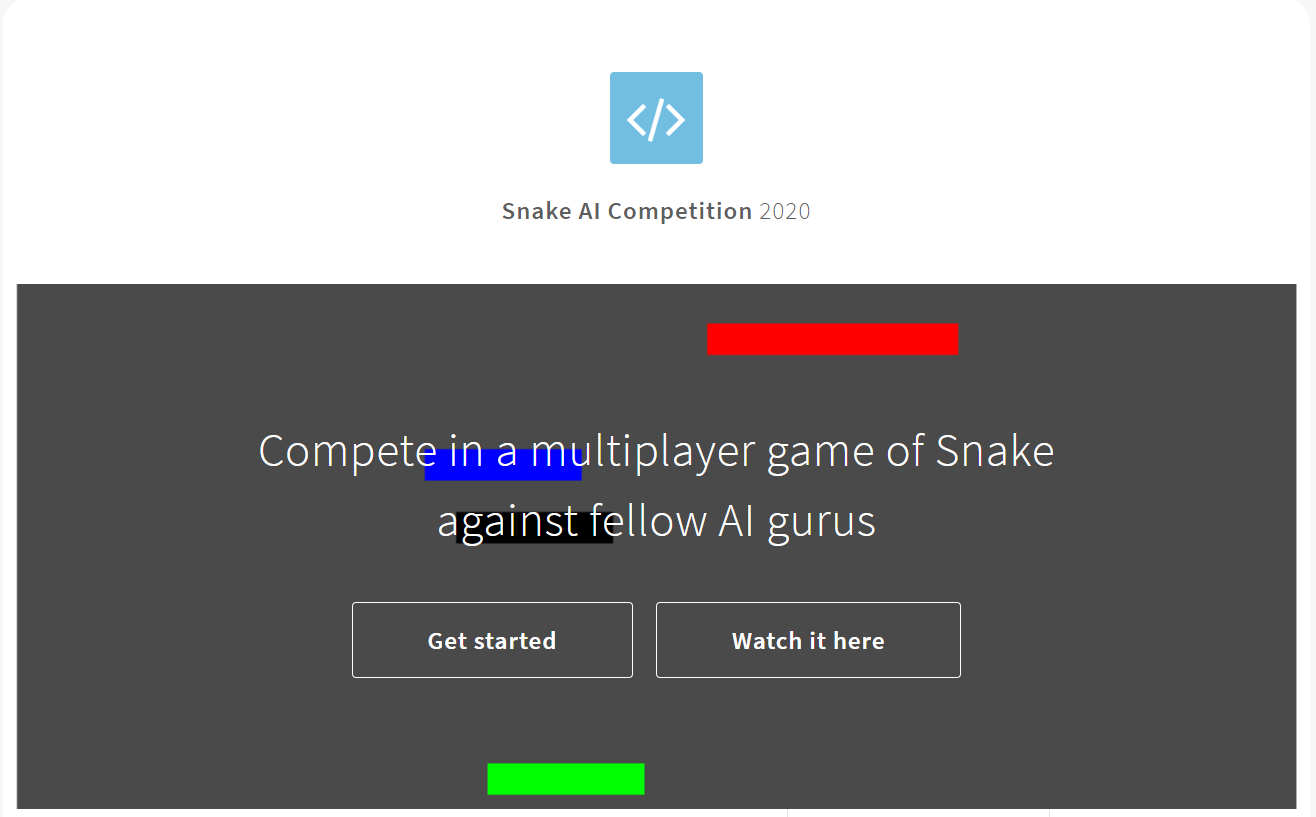 </>
Snake AI Competition 2020
Compete in a multiplayer game of Snake
against fellow AI gurus
Get started
Watch it here